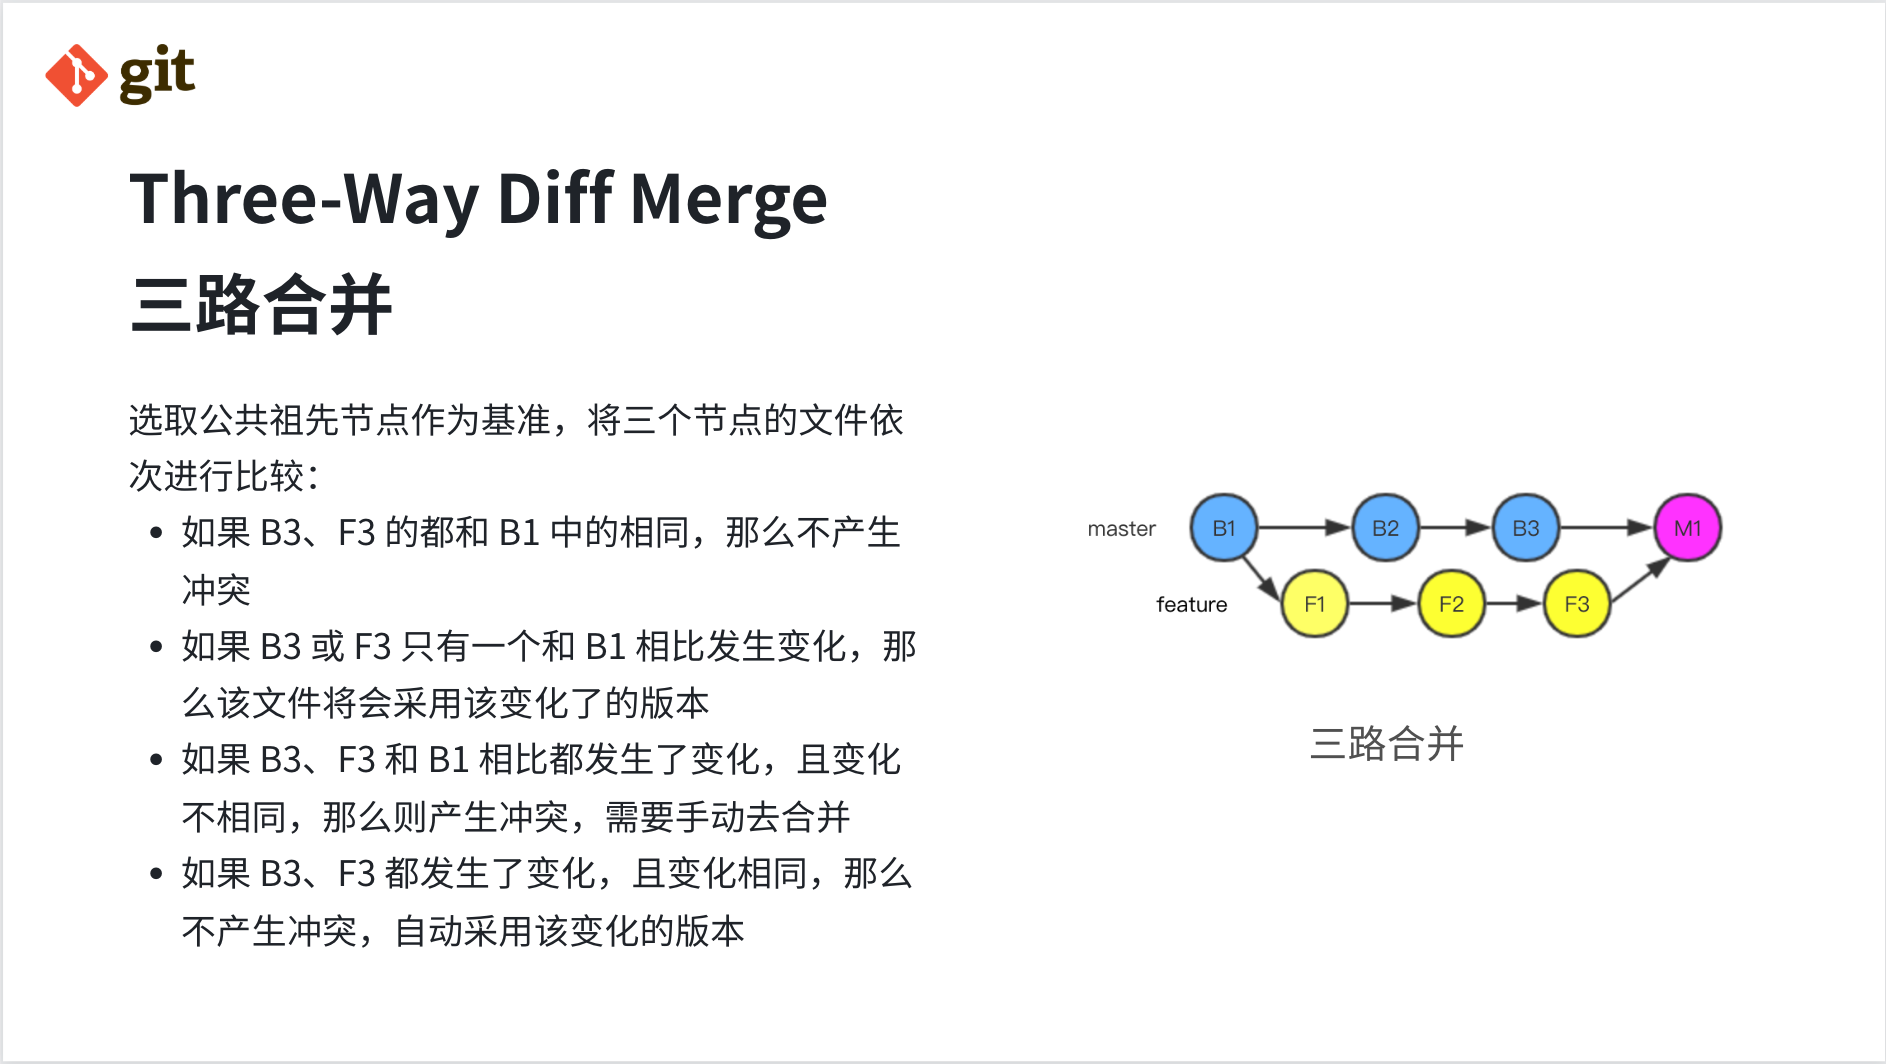 git
Three-Way Diff Merge
三路合并
选取公共祖先节点作为基准，将三个节点的文件依
次进行比较：
• 如果 B3、F3 的都和 B1 中的相同，那么不产生
冲突
• 如果 B3 或 F3 只有一个和 B1 相比发生变化，那
么该文件将会采用该变化了的版本
• 如果 B3、F3 和 B1 相比都发生了变化，且变化
不相同，那么则产生冲突，需要手动去合并
• 如果 B3、F3 都发生了变化，且变化相同，那么
不产生冲突，自动采用该变化的版本
master B1 B2 B3 M1
feature F1 F2 F3
三路合并